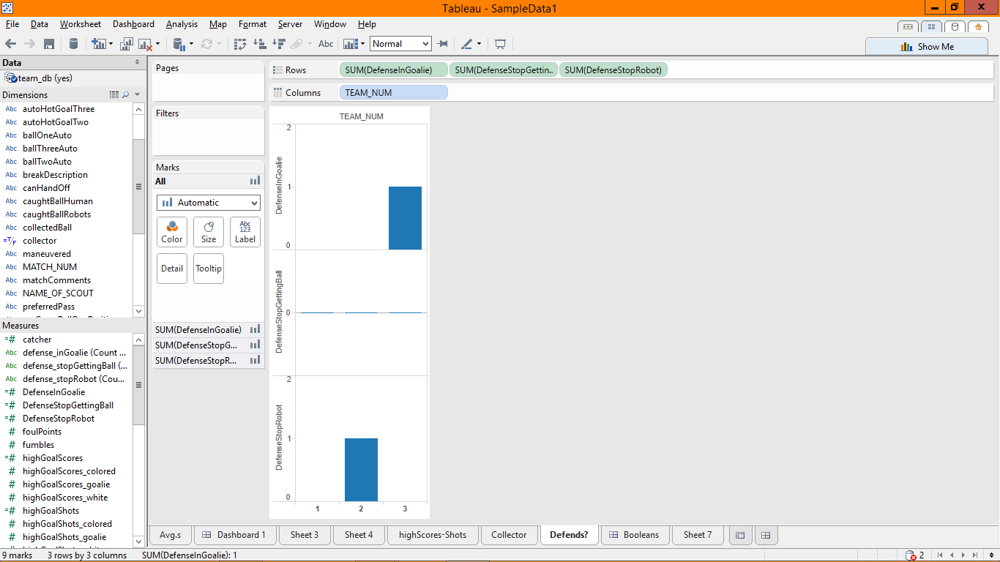 Tableau - SampleData1
File Data Worksheet Dashboard Analysis Map Format Server Window Help
Abc Normal Show Me
Data
team_db (yes)
Dimensions
Abc autoHotGoalThree
Abc autoHotGoalTwo
Abc ballOneAuto
Abc ballThreeAuto
Abc ballTwoAuto
Abc breakDescription
Abc canHandOff
Abc caughtBallHuman
Abc caughtBallRobots
Abc collectedBall
=T/F collector
Abc maneuvered
Abc MATCH_NUM
Abc matchComments
Abc NAME_OF_SCOUT
Abc preferredPass
Measures
=# catcher
Abc defense_inGoalie (Count ...
Abc defense_stopGettingBall (...
Abc defense_stopRobot (Cou...
=# DefenseInGoalie
=# DefenseStopGettingBall
=# DefenseStopRobot
# foulPoints
# fumbles
=# highGoalScores
# highGoalScores_colored
# highGoalScores_goalie
# highGoalScores_white
=# highGoalShots
# highGoalShots_colored
# highGoalShots_goalie
Pages
Filters
Marks
All
Automatic
Color Size Abc 123 Label
Detail Tooltip
SUM(DefenseInGoalie)
SUM(DefenseStopG...
SUM(DefenseStopR...
Rows SUM(DefenseInGoalie) SUM(DefenseStopGettin.. SUM(DefenseStopRobot)
Columns TEAM_NUM
TEAM_NUM
2
1
0
DefenseInGoalie
0
DefenseStopGettingBall
2
1
0
DefenseStopRobot
1 2 3
Avg.s Dashboard 1 Sheet 3 Sheet 4 highScores-Shots Collector Defends? Booleans Sheet 7
9 marks 3 rows by 3 columns SUM(DefenseInGoalie): 1 2